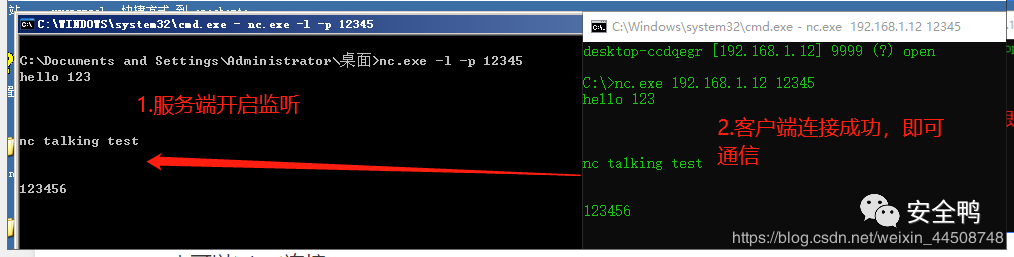 C:\WINDOWS\system32\cmd.exe - nc.exe -l -p 12345
C:\Documents and Settings\Administrator\桌面>nc.exe -l -p 12345
hello 123
1.服务端开启监听
nc talking test
123456
C:\Windows\system32\cmd.exe - nc.exe 192.168.1.12 12345
desktop-ccdqegr [192.168.1.12] 9999 (?) open
C:\>nc.exe 192.168.1.12 12345
hello 123
2.客户端连接成功，即可
通信
nc talking test
123456
安全鸭
https://blog.csdn.net/weixin_44508748